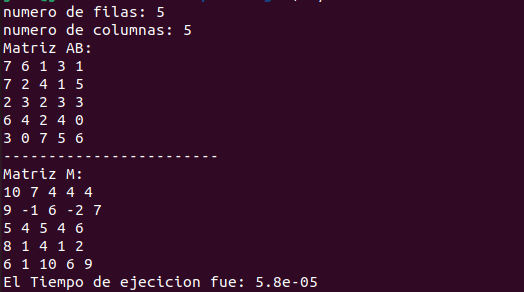 numero de filas: 5
numero de columnas: 5
Matriz AB:
7 6 1 3 1
7 2 4 1 5
2 3 2 3 3
6 4 2 4 0
3 0 7 5 6
------------------------
Matriz M:
10 7 4 4 4
9 -1 6 -2 7
5 4 5 4 6
8 1 4 1 2
6 1 10 6 9
El Tiempo de ejecicion fue: 5.8e-05